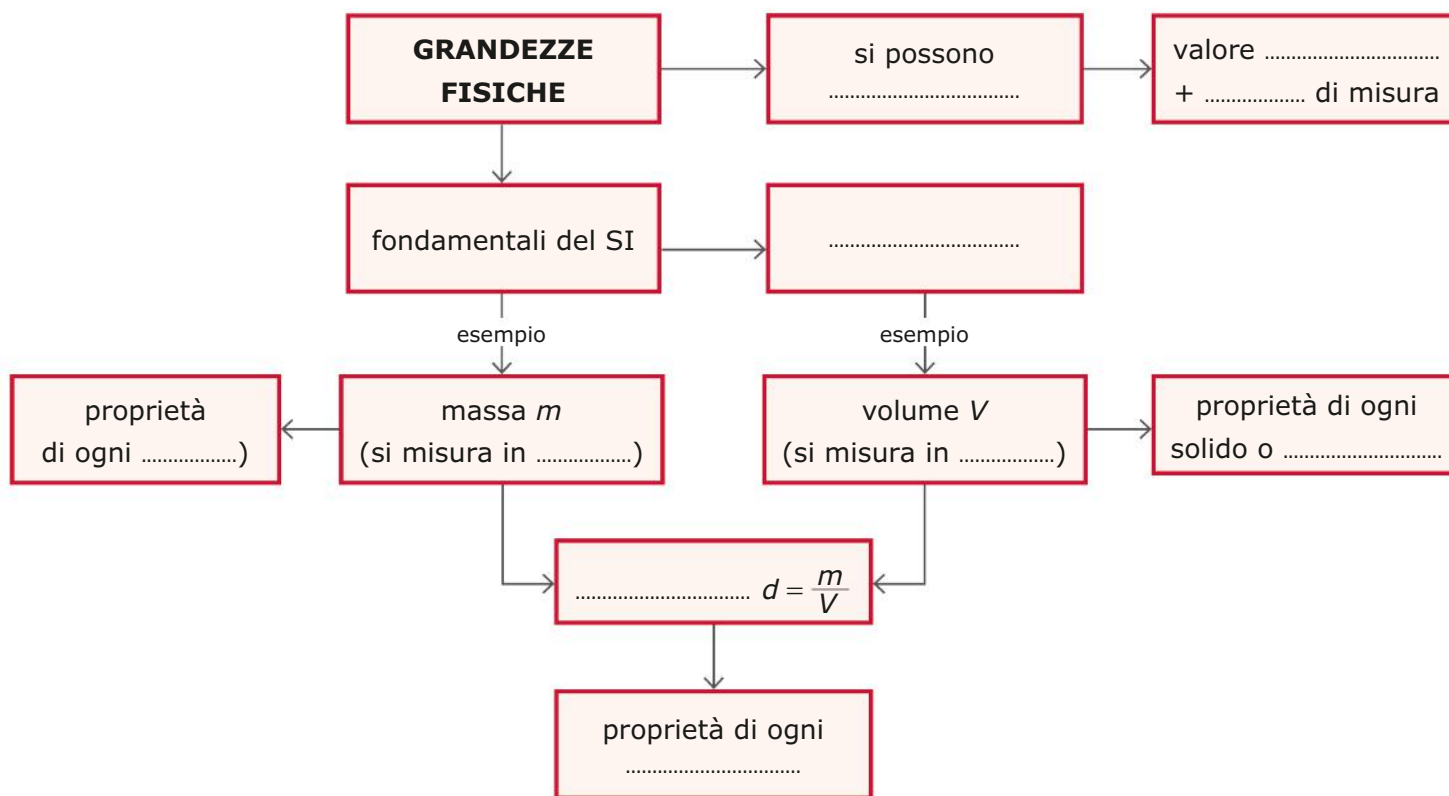 GRANDEZZE
FISICHE
si possono
....................................
valore .................................
+ ................... di misura
fondamentali del SI
....................................
esempio
esempio
proprietà
di ogni ..................)
massa m
(si misura in ..................)
volume V
(si misura in ..................)
proprietà di ogni
solido o ..............................
................................. d = m/V
proprietà di ogni
.................................